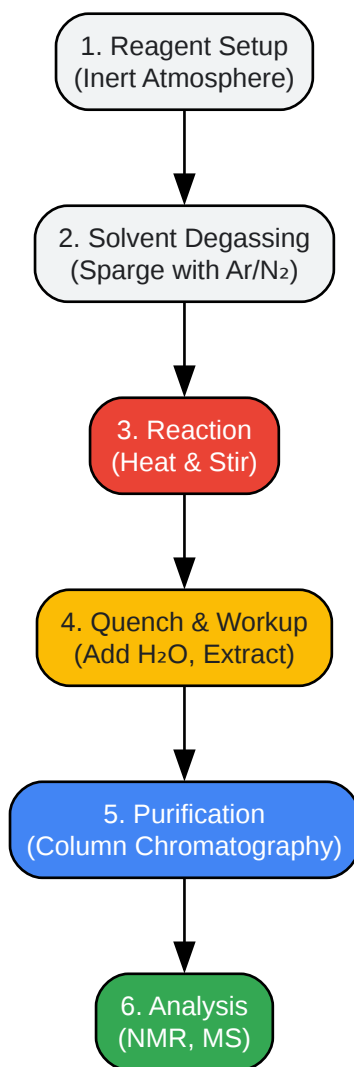 1. Reagent Setup
(Inert Atmosphere)
2. Solvent Degassing
(Sparge with Ar/N₂)
3. Reaction
(Heat & Stir)
4. Quench & Workup
(Add H₂O, Extract)
5. Purification
(Column Chromatography)
6. Analysis
(NMR, MS)